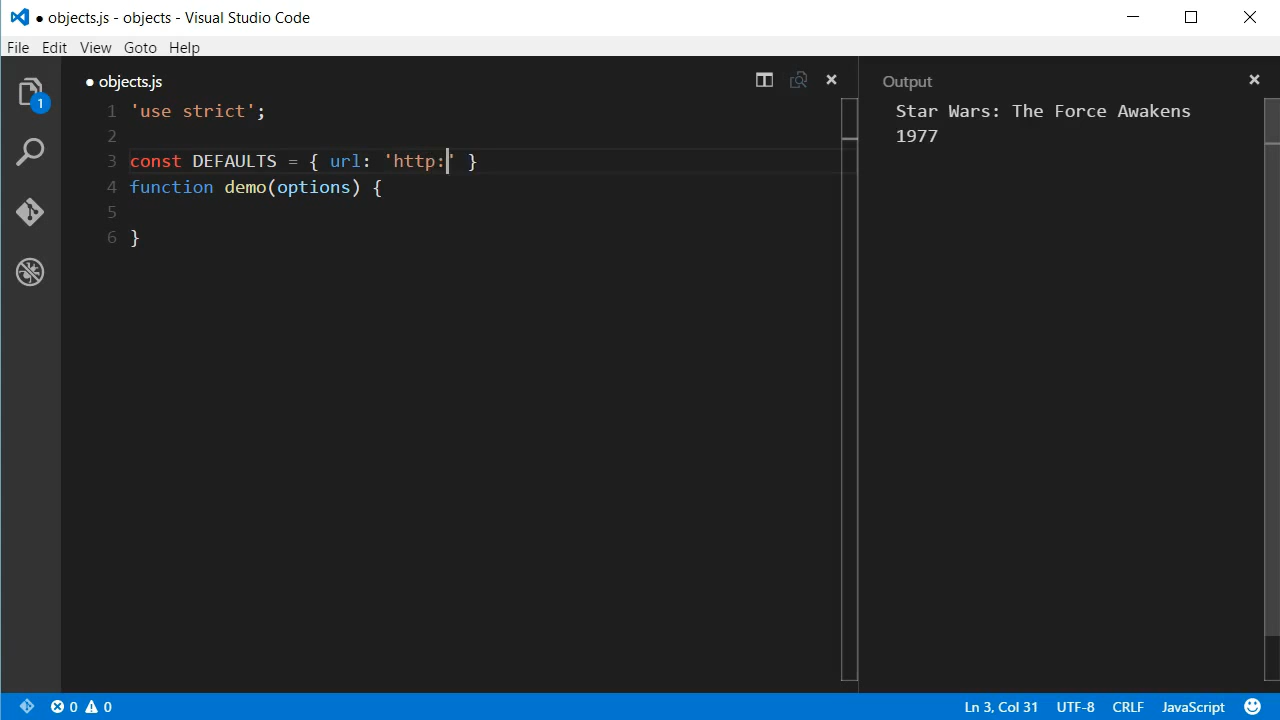 ● objects.js - objects - Visual Studio Code
File Edit View Goto Help
● objects.js
Output
1
1 'use strict';
2
3 const DEFAULTS = { url: 'http:' }
4 function demo(options) {
5
6 }
Star Wars: The Force Awakens
1977
0 0
Ln 3, Col 31 UTF-8 CRLF JavaScript